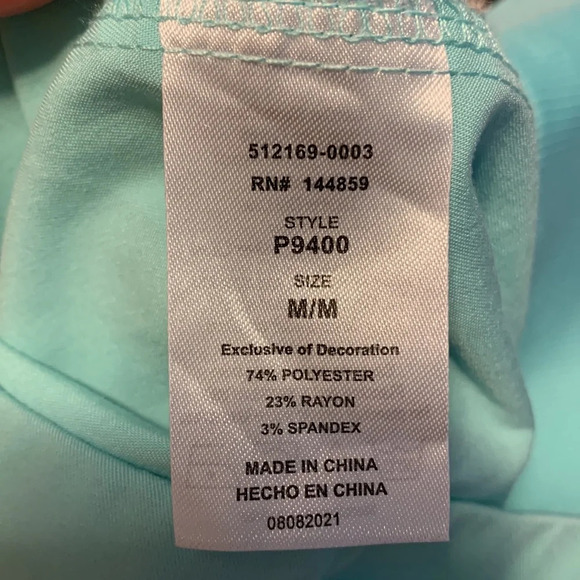 512169-0003
RN# 144859
STYLE
P9400
SIZE
M/M
Exclusive of Decoration
74% POLYESTER
23% RAYON
3% SPANDEX
MADE IN CHINA
HECHO EN CHINA
08082021